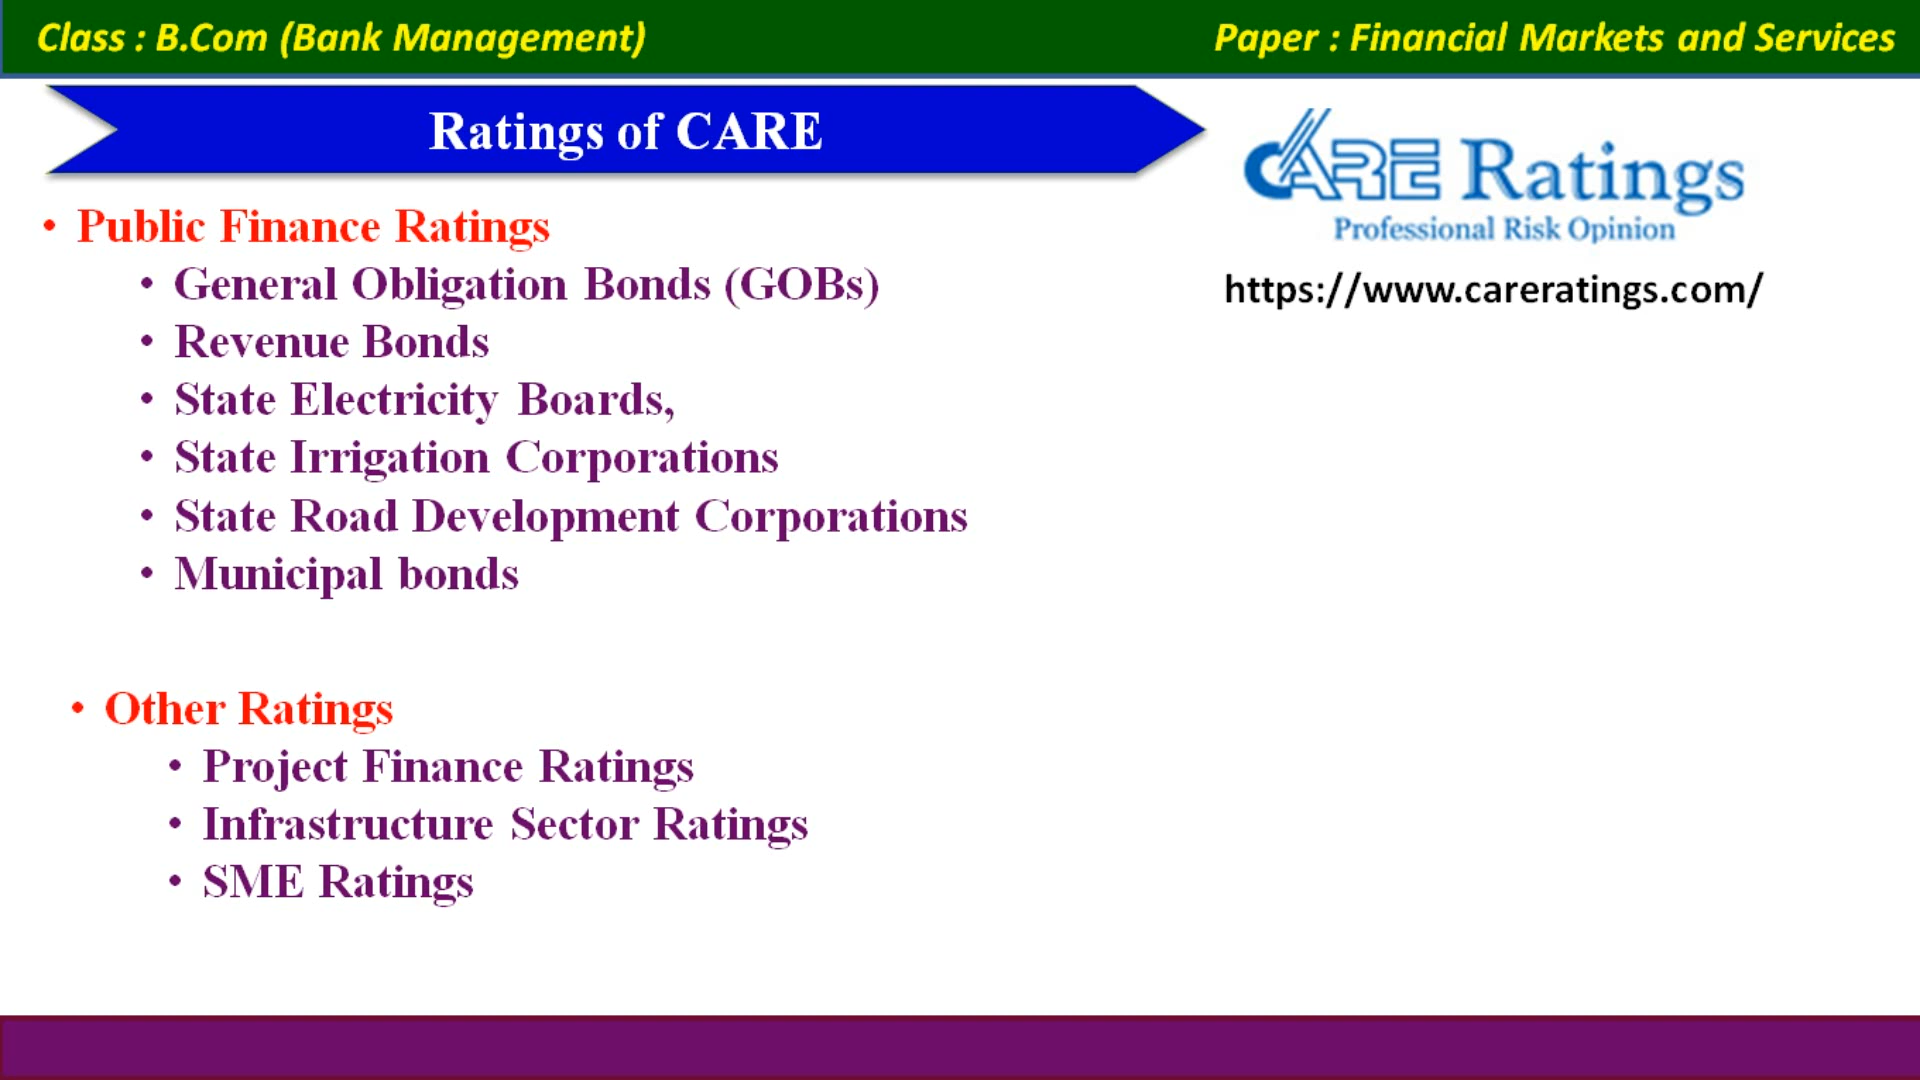 Class : B.Com (Bank Management)
Paper : Financial Markets and Services
Ratings of CARE
CARE Ratings
Professional Risk Opinion
https://www.careratings.com/
• Public Finance Ratings
• General Obligation Bonds (GOBs)
• Revenue Bonds
• State Electricity Boards,
• State Irrigation Corporations
• State Road Development Corporations
• Municipal bonds
• Other Ratings
• Project Finance Ratings
• Infrastructure Sector Ratings
• SME Ratings